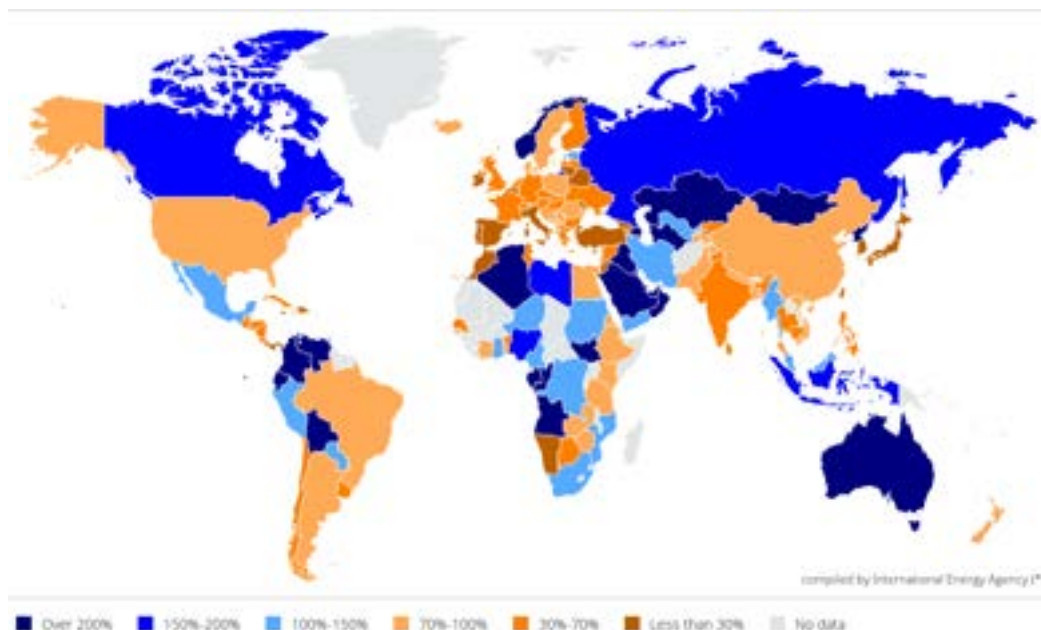 compiled by International Energy Agency
Over 200% 150%-200% 100%-150% 70%-100% 30%-70% Less than 30% No data